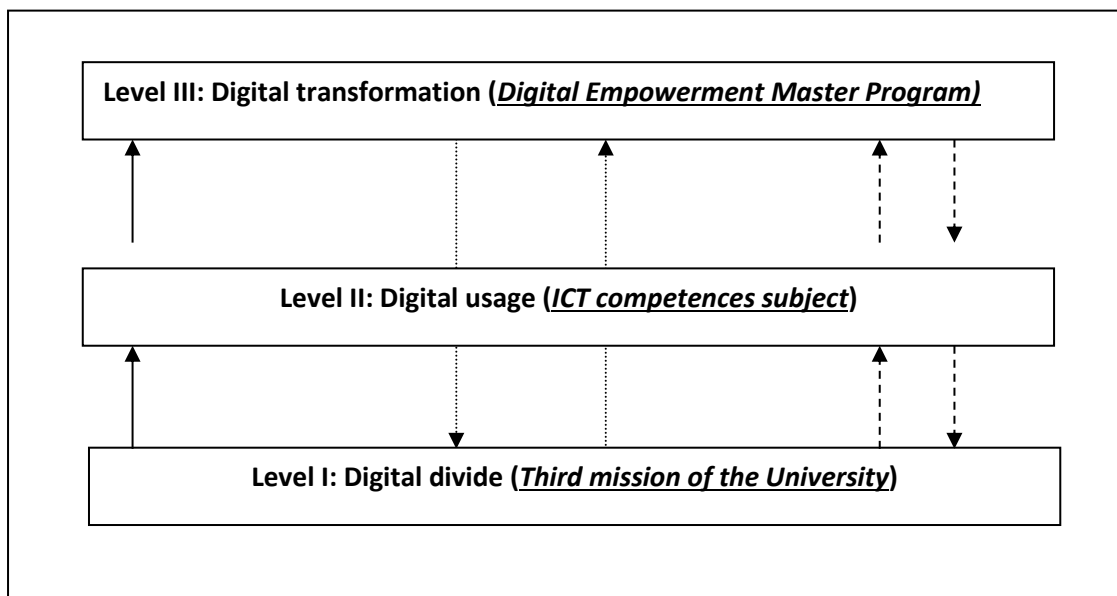 Level III: Digital transformation (Digital Empowerment Master Program)
Level II: Digital usage (ICT competences subject)
Level I: Digital divide (Third mission of the University)